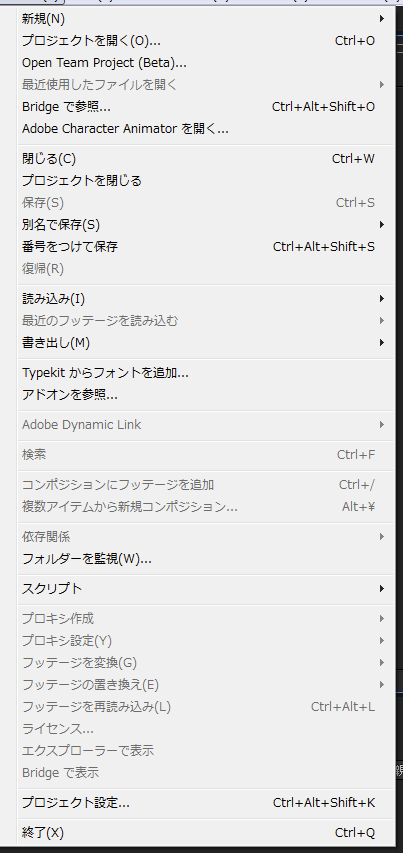 新規(N)
プロジェクトを開く(O)... Ctrl+O
Open Team Project (Beta)...
最近使用したファイルを開く
Bridge で参照... Ctrl+Alt+Shift+O
Adobe Character Animator を開く...
閉じる(C) Ctrl+W
プロジェクトを閉じる
保存(S) Ctrl+S
別名で保存(S)
番号をつけて保存 Ctrl+Alt+Shift+S
復帰(R)
読み込み(I)
最近のフッテージを読み込む
書き出し(M)
Typekit からフォントを追加...
アドオンを参照...
Adobe Dynamic Link
検索 Ctrl+F
コンポジションにフッテージを追加 Ctrl+/
複数アイテムから新規コンポジション... Alt+¥
依存関係
フォルダーを監視(W)...
スクリプト
プロキシ作成
プロキシ設定(Y)
フッテージを変換(G)
フッテージの置き換え(E)
フッテージを再読み込み(L) Ctrl+Alt+L
ライセンス...
エクスプローラーで表示
Bridge で表示
プロジェクト設定... Ctrl+Alt+Shift+K
終了(X) Ctrl+Q